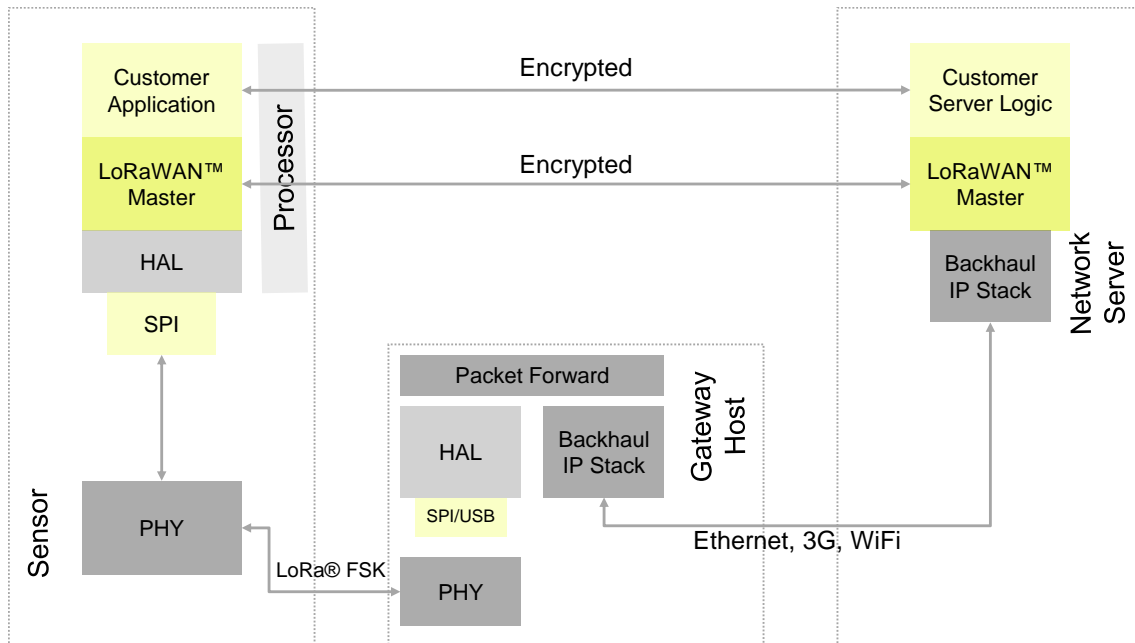 Customer
Application
LoRaWAN™
Master
HAL
SPI
PHY
Processor
Sensor
Encrypted
Encrypted
LoRa® FSK
Packet Forward
HAL
SPI/USB
PHY
Backhaul
IP Stack
Gateway
Host
Ethernet, 3G, WiFi
Customer
Server Logic
LoRaWAN™
Master
Backhaul
IP Stack
Network
Server